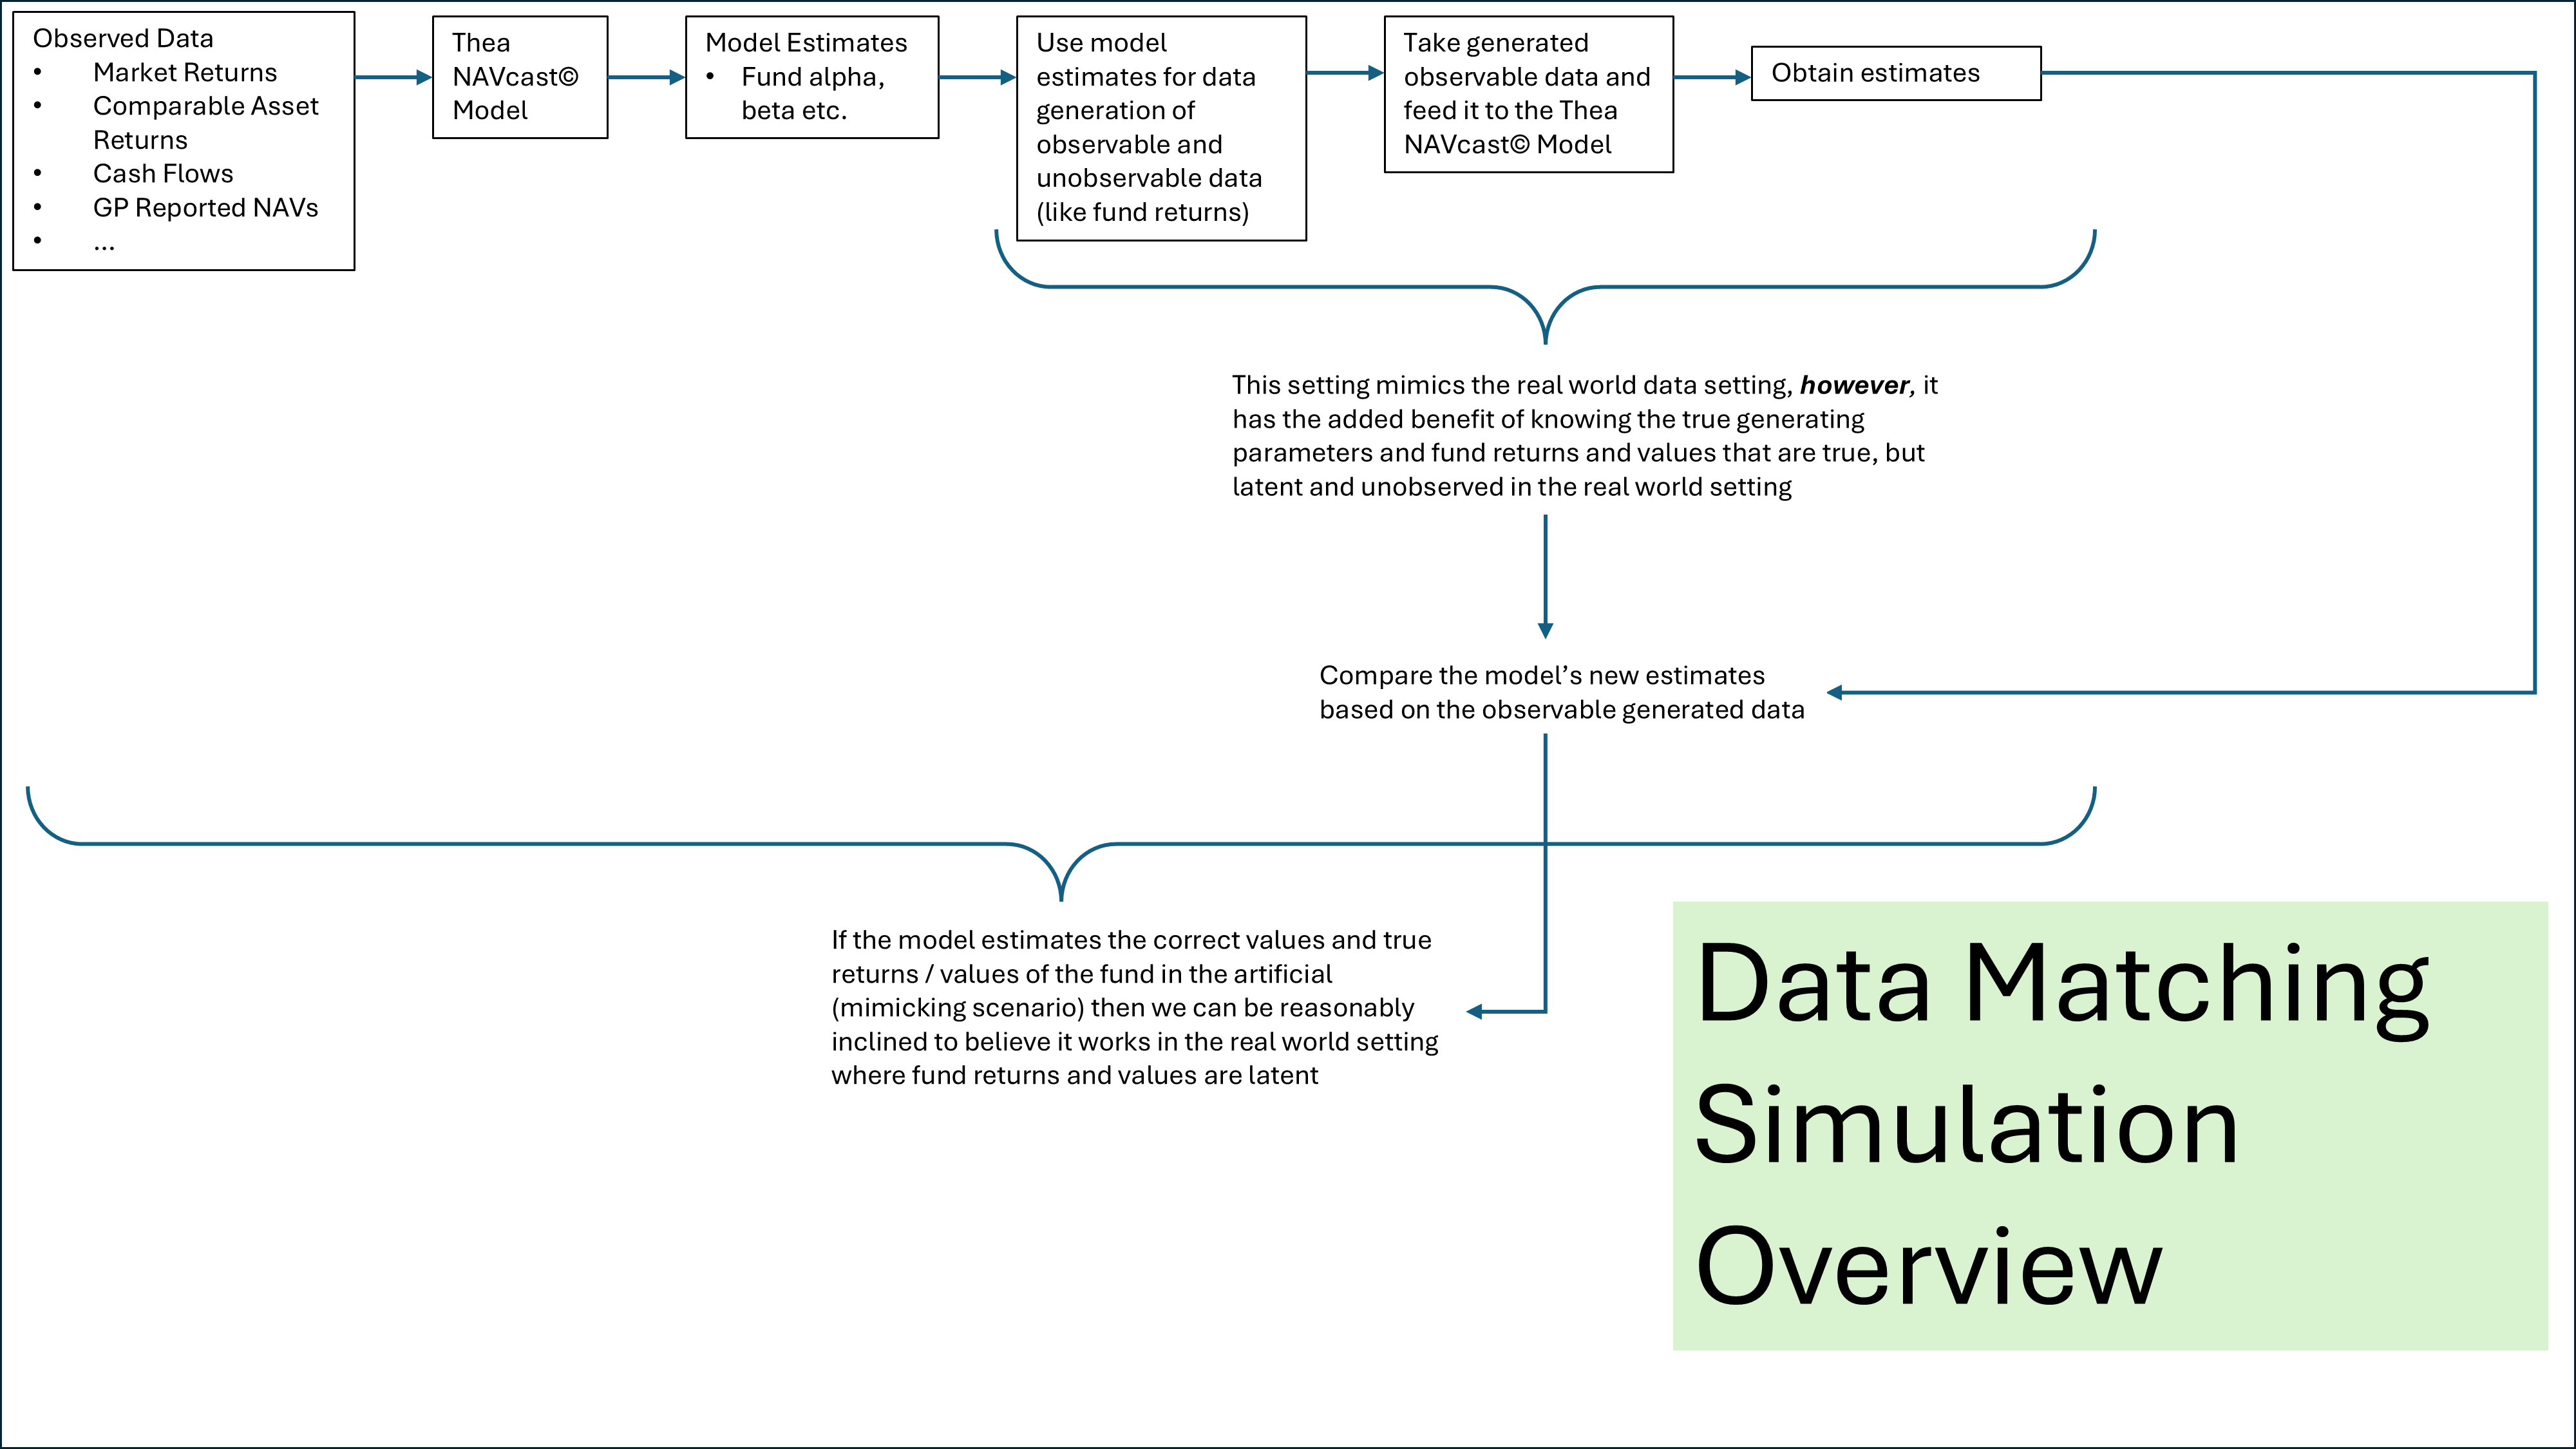 Observed Data
• Market Returns
• Comparable Asset
Returns
• Cash Flows
• GP Reported NAVs
• ...
Thea
NAVcast©
Model
Model Estimates
• Fund alpha,
beta etc.
Use model
estimates for data
generation of
observable and
unobservable data
(like fund returns)
Take generated
observable data and
feed it to the Thea
NAVcast© Model
Obtain estimates
This setting mimics the real world data setting, however, it
has the added benefit of knowing the true generating
parameters and fund returns and values that are true, but
latent and unobserved in the real world setting
Compare the model’s new estimates
based on the observable generated data
If the model estimates the correct values and true
returns / values of the fund in the artificial
(mimicking scenario) then we can be reasonably
inclined to believe it works in the real world setting
where fund returns and values are latent
Data Matching
Simulation
Overview